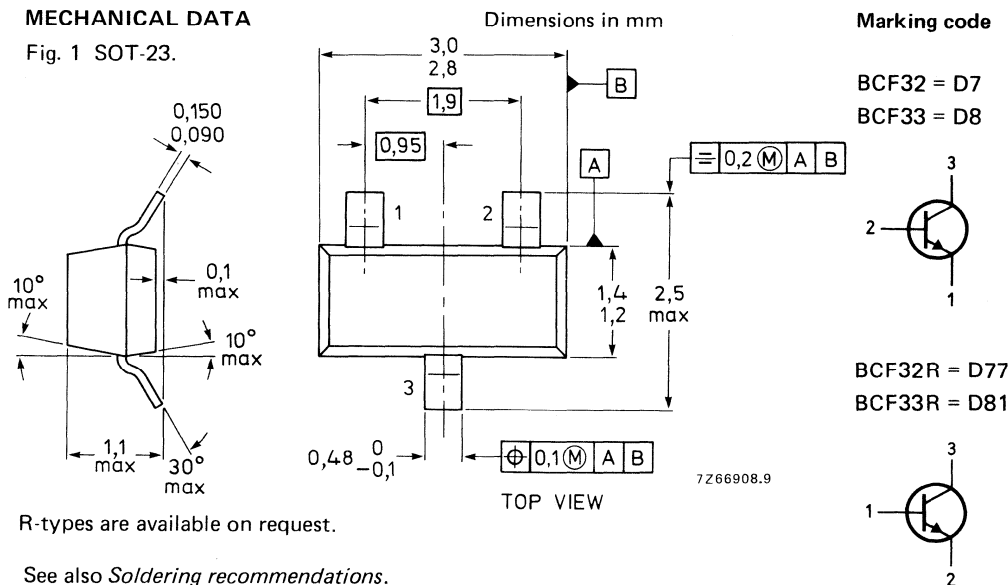 MECHANICAL DATA
Dimensions in mm
Marking code
Fig. 1 SOT-23.
3,0
2,8
B
1,9
0,95
BCF32 = D7
BCF33 = D8
0,150
0,090
A
⌯ 0,2 Ⓜ A B
1
2
3
2
1
0,1
max
10°
max
10°
max
1,4
1,2
2,5
max
3
BCF32R = D77
BCF33R = D81
1,1
max
30°
max
0,48 0
-0,1
⌖ 0,1 Ⓜ A B
TOP VIEW
7Z66908.9
3
1
2
R-types are available on request.
See also Soldering recommendations.